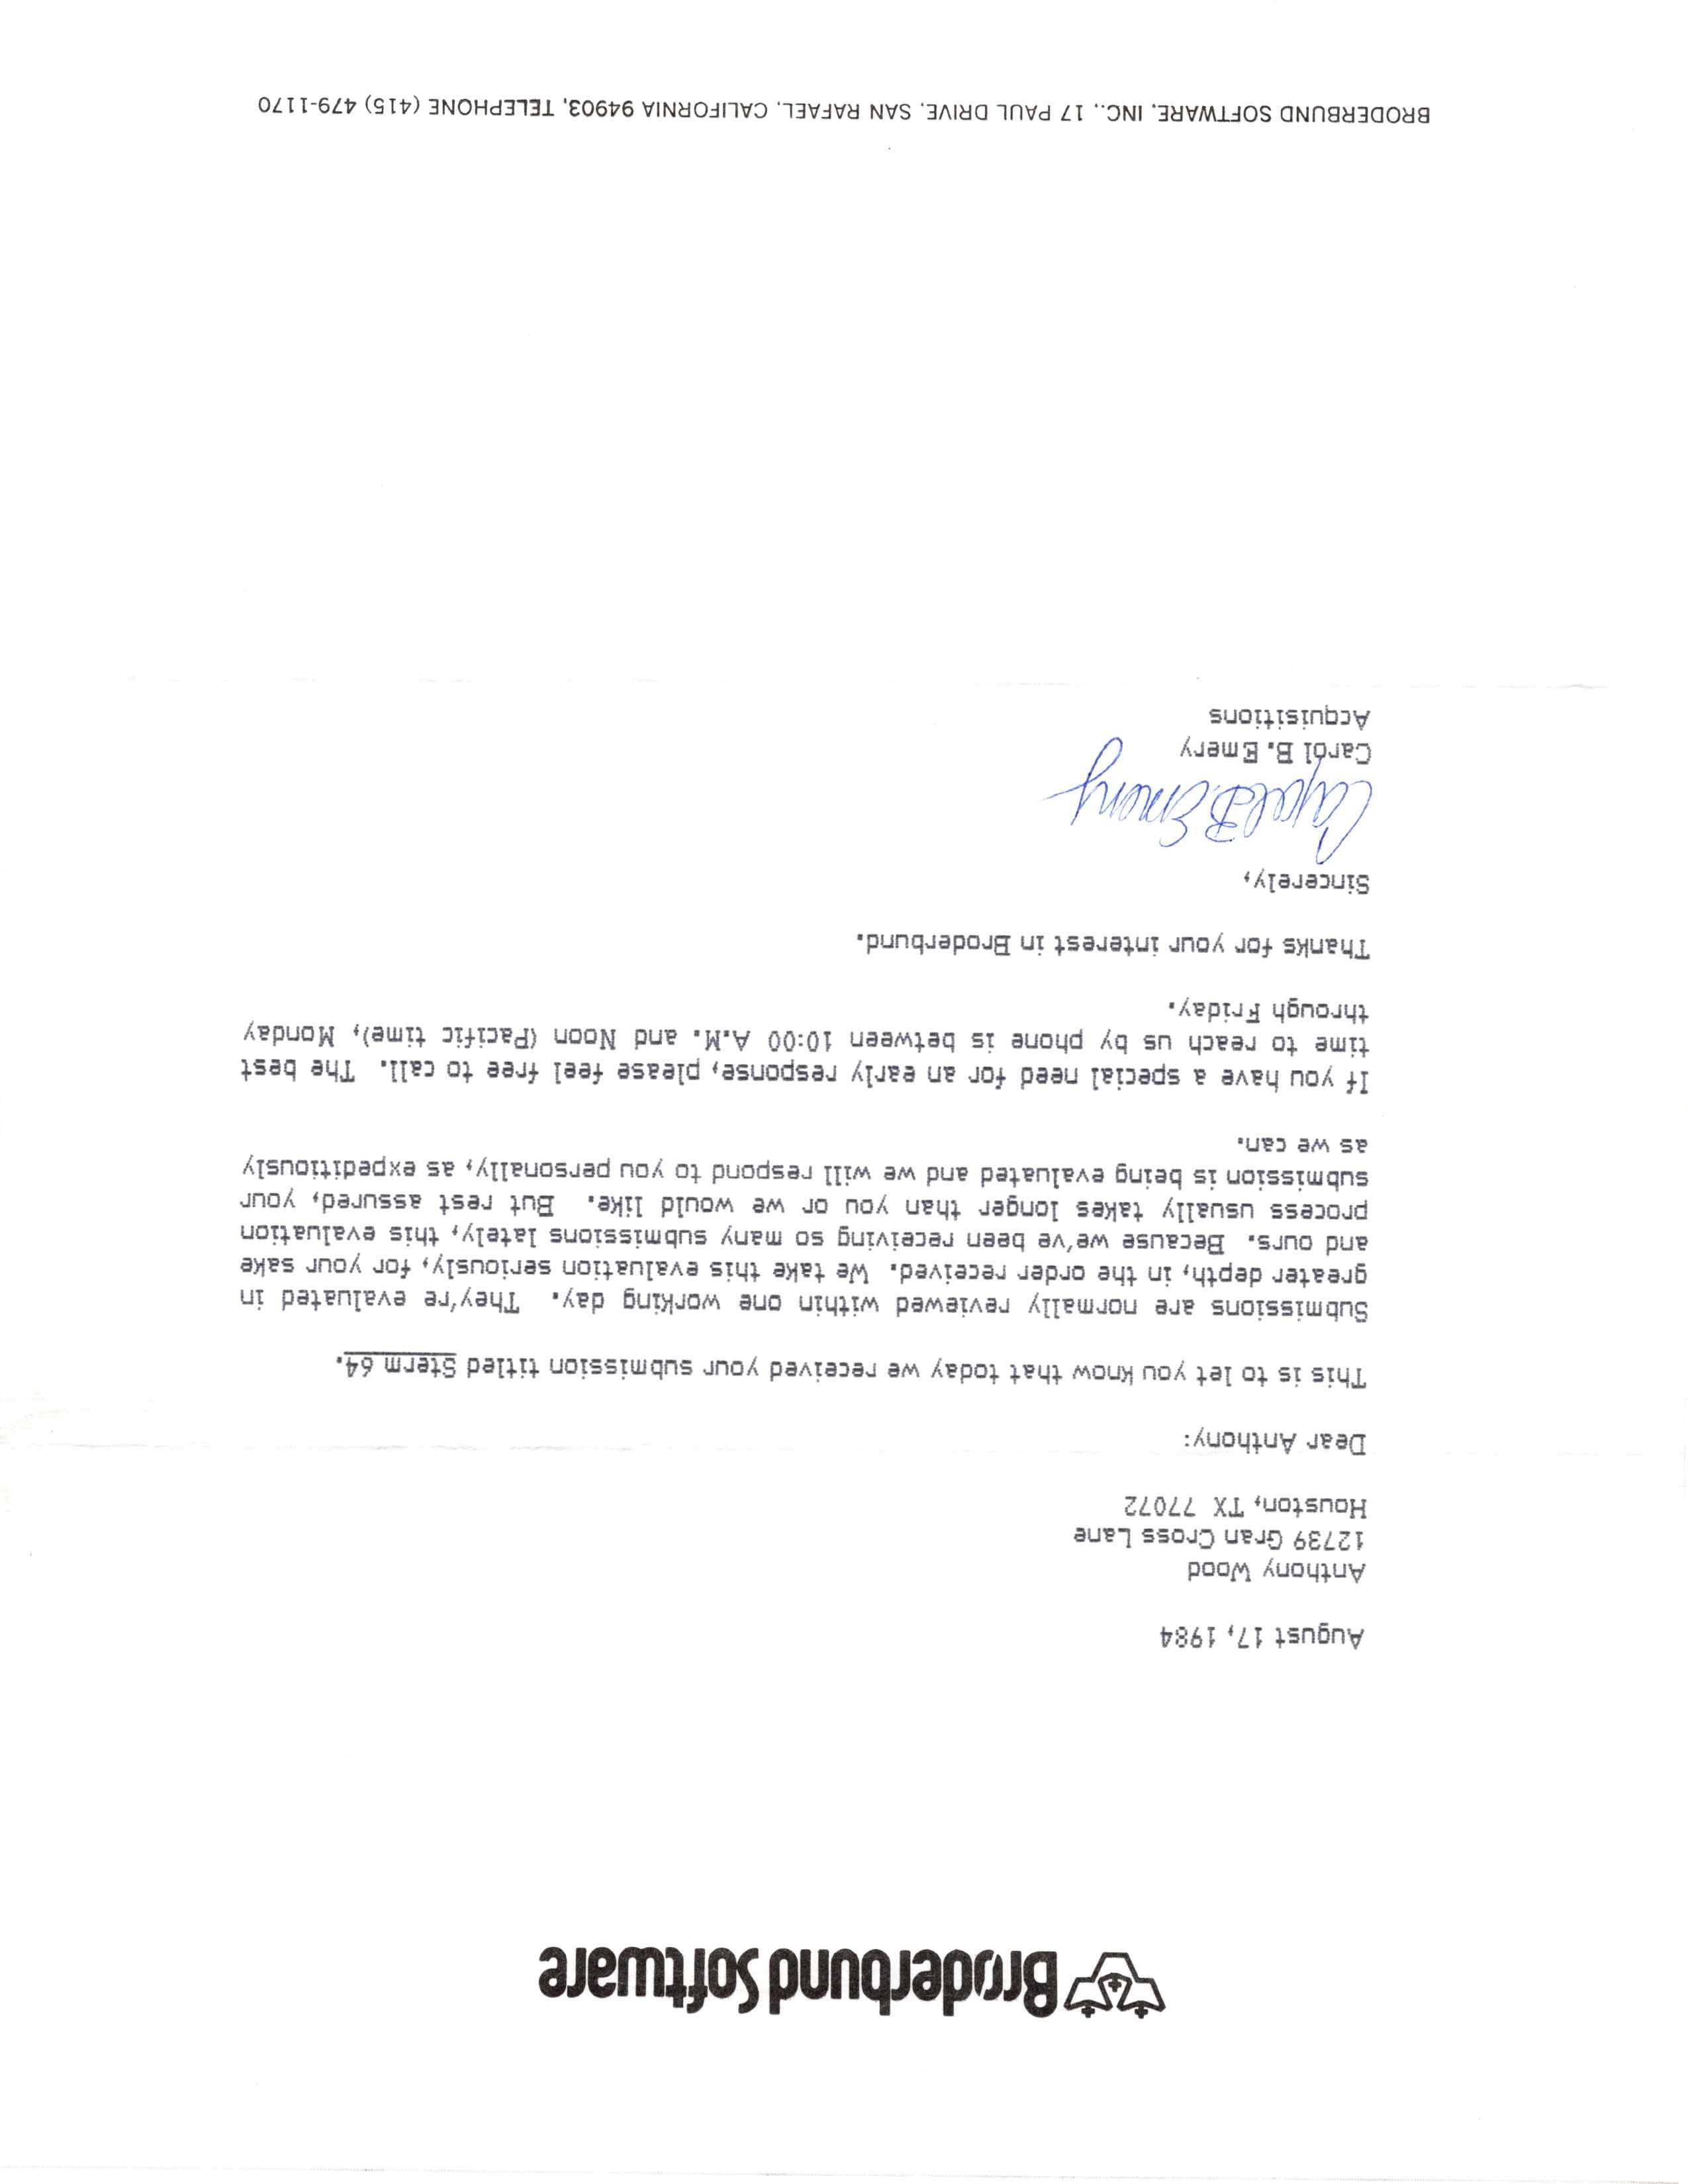 Brøderbund Software
August 17, 1984
Anthony Wood
12739 Gran Cross Lane
Houston, TX  77072
Dear Anthony:
This is to let you know that today we received your submission titled Sterm 64.
Submissions are normally reviewed within one working day.  They're evaluated in
greater depth, in the order received.  We take this evaluation seriously, for your sake
and ours.  Because we've been receiving so many submissions lately, this evaluation
process usually takes longer than you or we would like.  But rest assured, your
submission is being evaluated and we will respond to you personally, as expeditiously
as we can.
If you have a special need for an early response, please feel free to call.  The best
time to reach us by phone is between 10:00 A.M. and Noon (Pacific time), Monday
through Friday.
Thanks for your interest in Broderbund.
Sincerely,
Carol B. Emery
Carol B. Emery
Acquisitions
BRODERBUND SOFTWARE, INC., 17 PAUL DRIVE, SAN RAFAEL, CALIFORNIA 94903, TELEPHONE (415) 479-1170